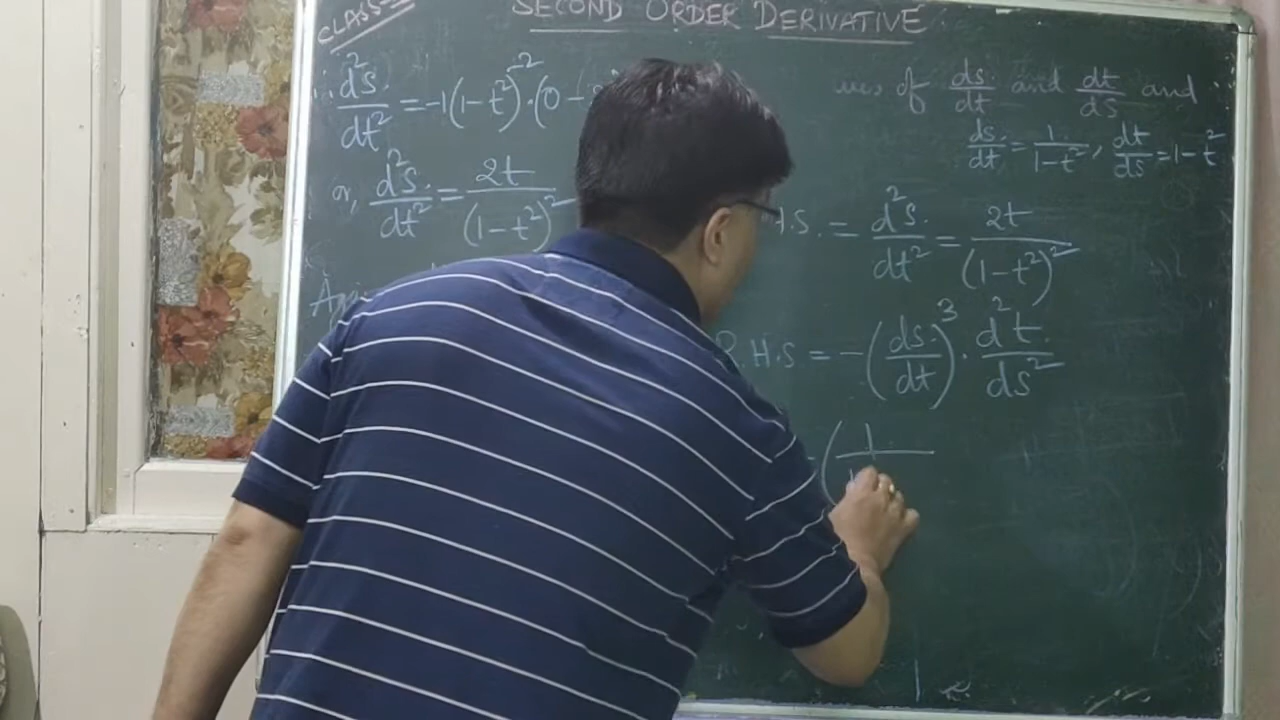 CLASS-
SECOND ORDER DERIVATIVE
∴ d²s/dt² = -1(1-t²)⁻²·(0-
or, d²s/dt² = 2t/(1-t²)²
of ds/dt and dt/ds and
ds/dt = 1/1-t², dt/ds = 1-t²
H.S. = d²s/dt² = 2t/(1-t²)²
R.H.S = -(ds/dt)³·d²t/ds²
(1/